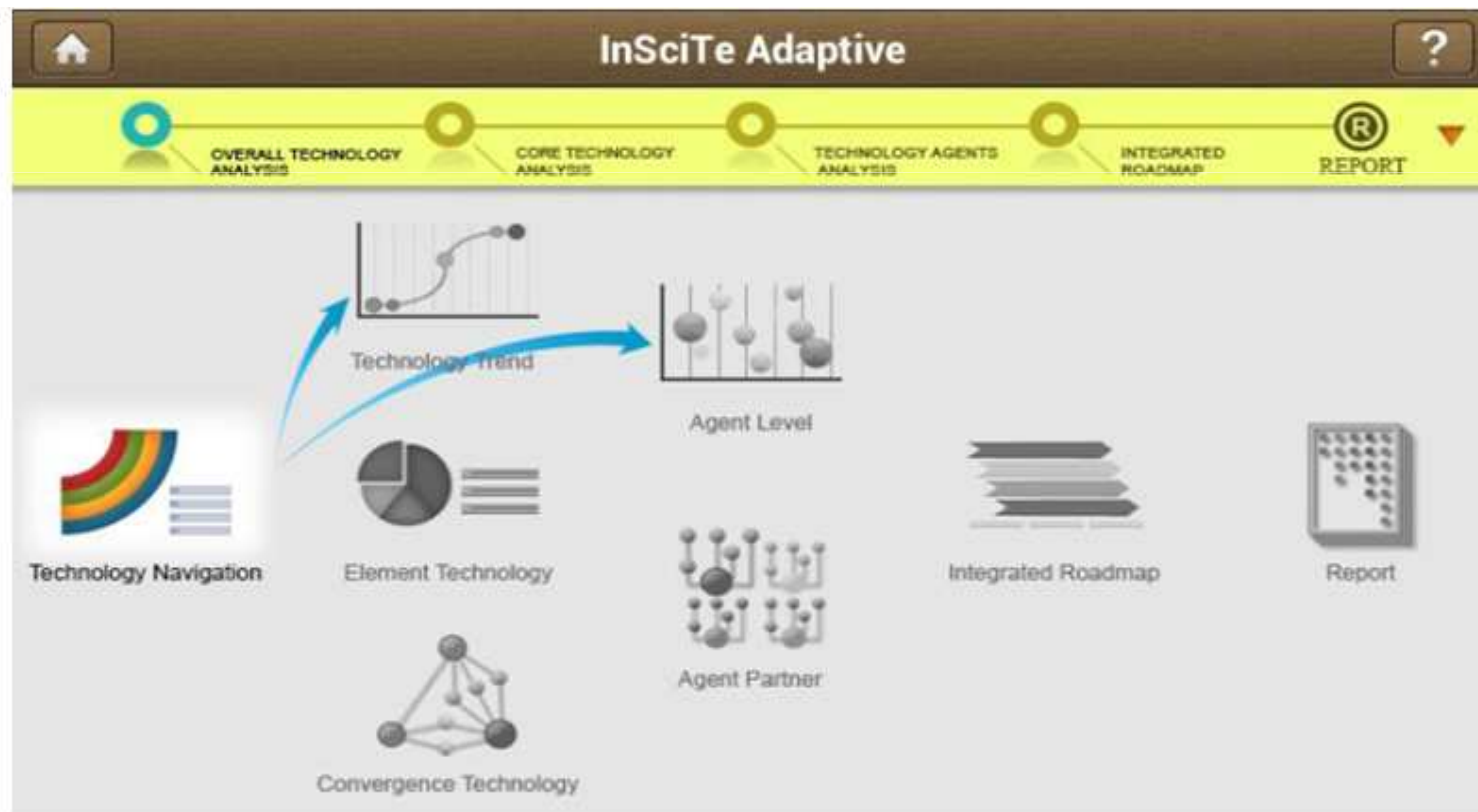 InSciTe Adaptive
?
OVERALL TECHNOLOGY
ANALYSIS
CORE TECHNOLOGY
ANALYSIS
TECHNOLOGY AGENTS
ANALYSIS
INTEGRATED
ROADMAP
R
REPORT
Technology Trend
Agent Level
Technology Navigation
Element Technology
Integrated Roadmap
Report
Agent Partner
Convergence Technology